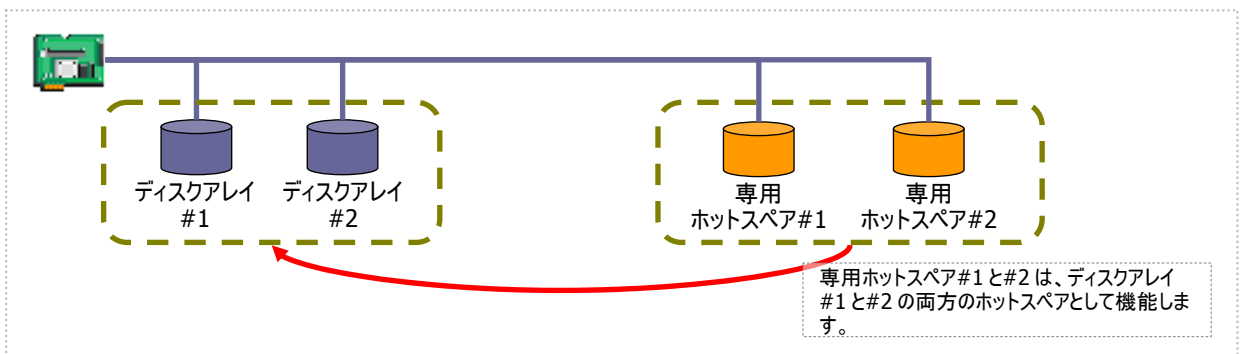 ディスクアレイ
#1
ディスクアレイ
#2
専用
ホットスペア#1
専用
ホットスペア#2
専用ホットスペア#1 と#2 は、ディスクアレイ
#1 と#2 の両方のホットスペアとして機能しま
す。